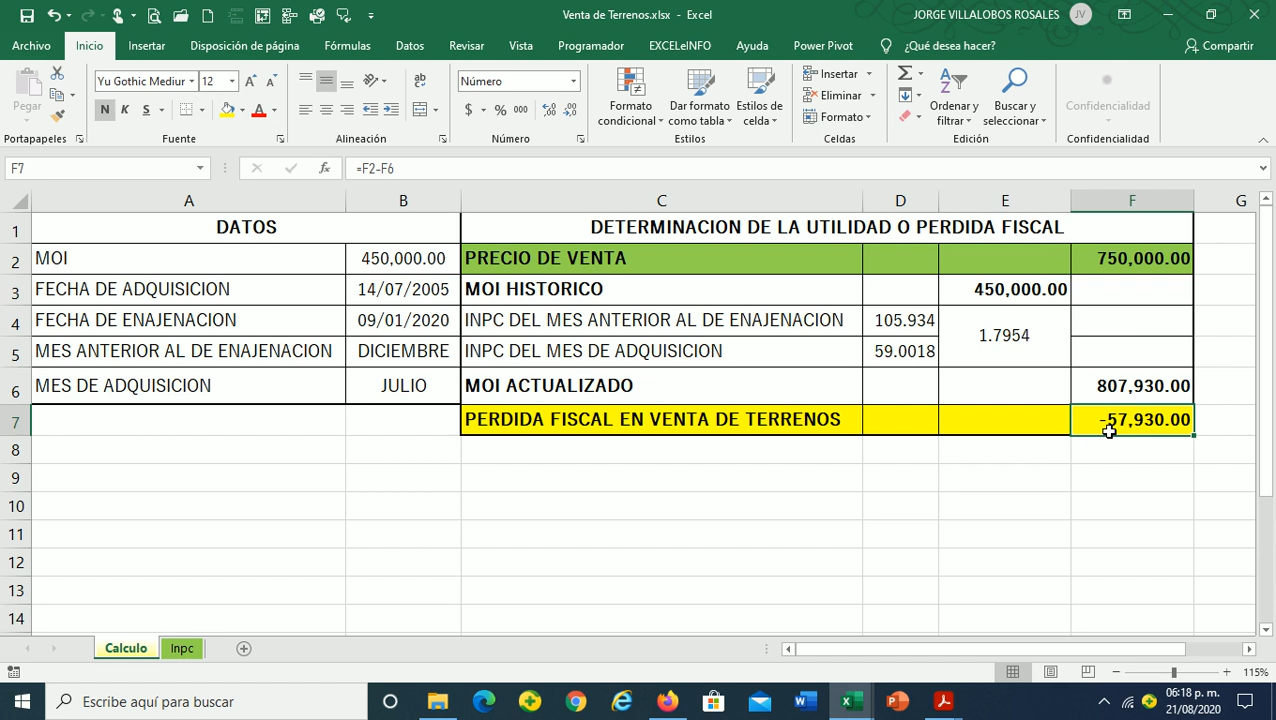 Venta de Terrenos.xlsx - Excel
JORGE VILLALOBOS ROSALES JV
Archivo Inicio Insertar Disposición de página Fórmulas Datos Revisar Vista Programador EXCELeINFO Ayuda Power Pivot ¿Qué desea hacer? Compartir
Pegar
Yu Gothic Mediur 12
N K S
ab
Número
$ % 000
Formato condicional
Dar formato como tabla
Estilos de celda
Insertar
Eliminar
Formato
Ordenar y filtrar
Buscar y seleccionar
Confidencialidad
Portapapeles Fuente Alineación Número Estilos Celdas Edición Confidencialidad
F7 fx =F2-F6
A B C D E F G
1 DATOS DETERMINACION DE LA UTILIDAD O PERDIDA FISCAL
2 MOI 450,000.00 PRECIO DE VENTA 750,000.00
3 FECHA DE ADQUISICION 14/07/2005 MOI HISTORICO 450,000.00
4 FECHA DE ENAJENACION 09/01/2020 INPC DEL MES ANTERIOR AL DE ENAJENACION 105.934
1.7954
5 MES ANTERIOR AL DE ENAJENACION DICIEMBRE INPC DEL MES DE ADQUISICION 59.0018
6 MES DE ADQUISICION JULIO MOI ACTUALIZADO 807,930.00
7 PERDIDA FISCAL EN VENTA DE TERRENOS -57,930.00
8
9
10
11
12
13
14
Calculo Inpc
115%
Escribe aquí para buscar
06:18 p. m.
21/08/2020